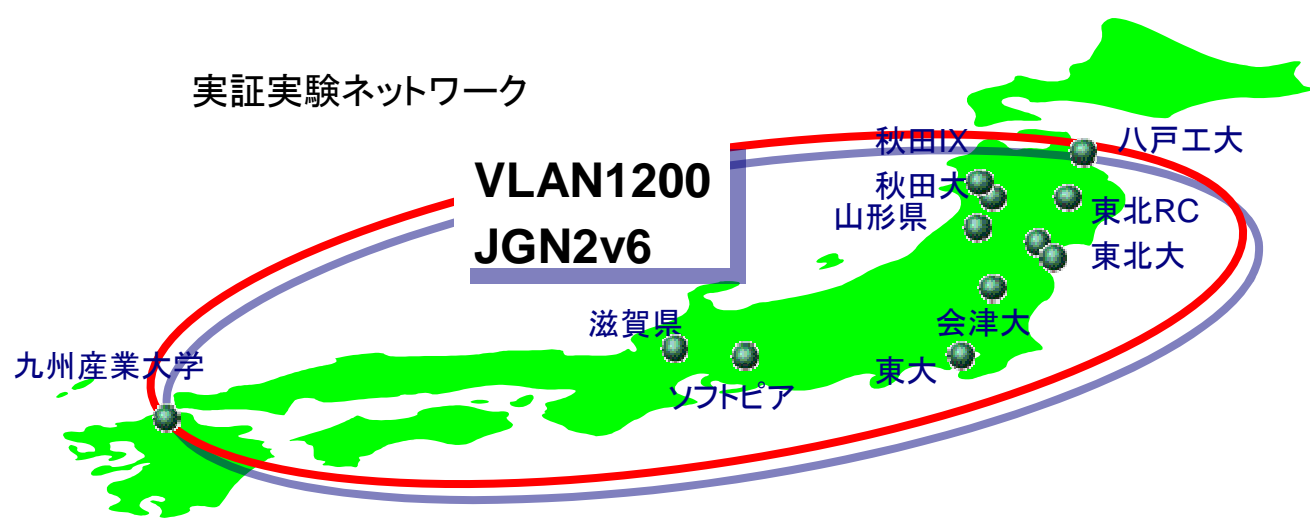 実証実験ネットワーク
VLAN1200
JGN2v6
秋田IX
八戸工大
秋田大
山形県
東北RC
東北大
滋賀県
会津大
九州産業大学
東大
ソフトピア